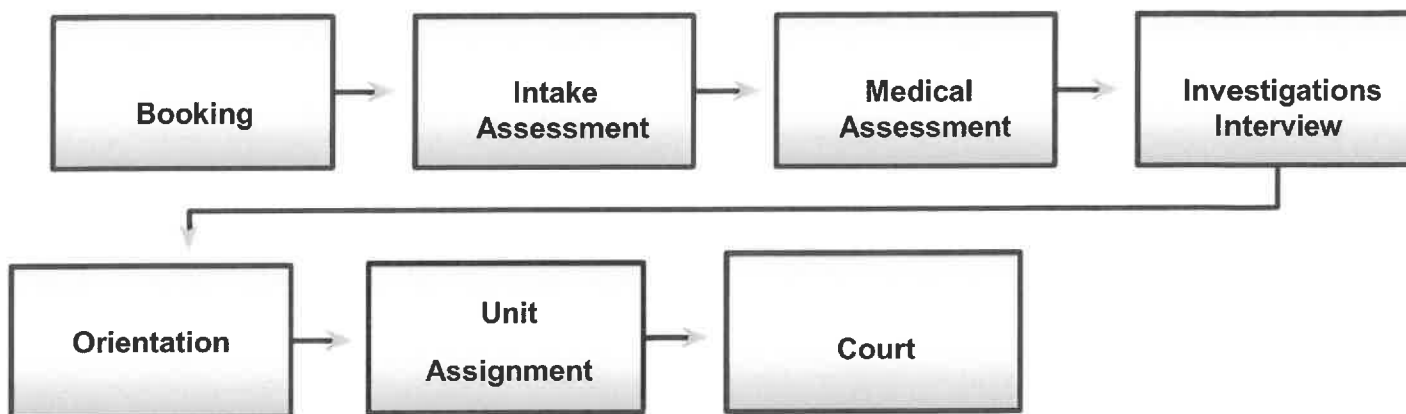 Booking
Intake
Assessment
Medical
Assessment
Investigations
Interview
Orientation
Unit
Assignment
Court